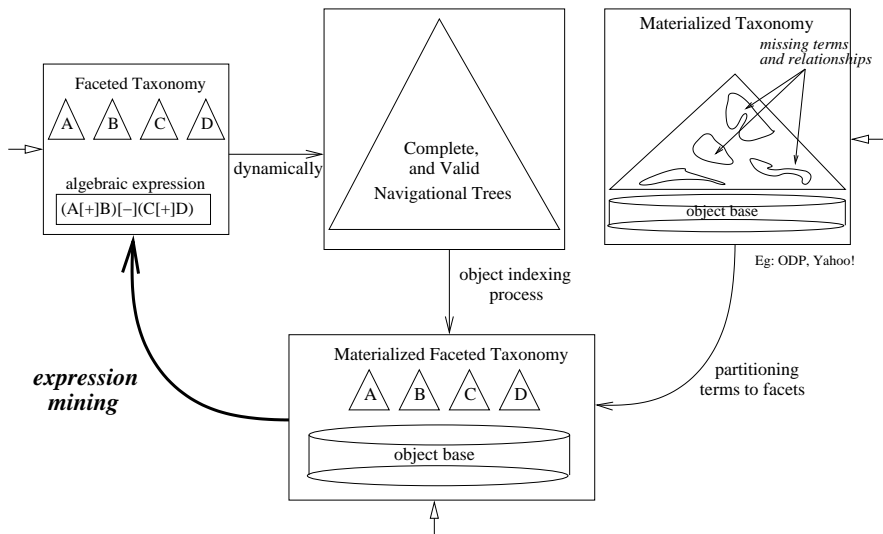 Faceted Taxonomy
A B C D
algebraic expression
(A[+]B)[−](C[+]D)
dynamically
Complete,
and Valid
Navigational Trees
Materialized Taxonomy
missing terms
and relationships
object base
Eg: ODP, Yahoo!
object indexing
process
expression
mining
Materialized Faceted Taxonomy
A B C D
object base
partitioning
terms to facets